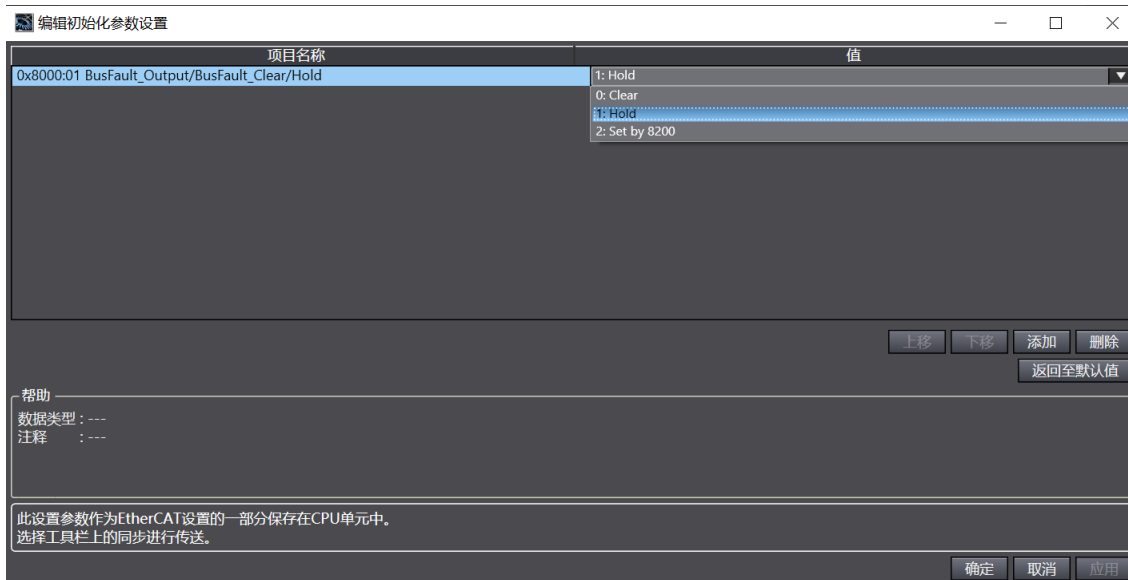 编辑初始化参数设置
项目名称 值
0x8000:01 BusFault_Output/BusFault_Clear/Hold 1: Hold
0: Clear
1: Hold
2: Set by 8200
上移 下移 添加 删除
返回至默认值
帮助
数据类型 : ---
注释 : ---
此设置参数作为EtherCAT设置的一部分保存在CPU单元中。
选择工具栏上的同步进行传送。
确定 取消 应用